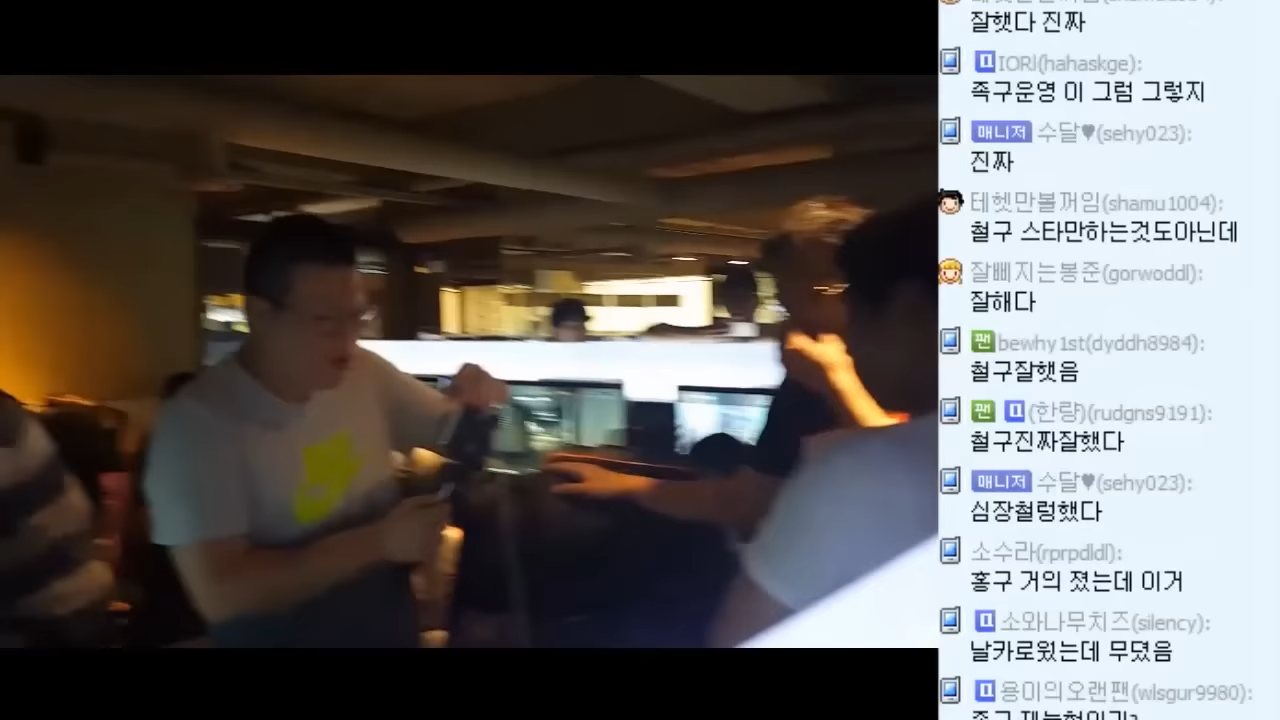 잘햇다 진짜
IORI(hahaskge):
족구운영 이 그럼 그렇지
매니저 수달♥(sehy023):
진짜
테헷만볼꺼임(shamu1004):
철구 스타만하는것도아닌데
잘삐지는봉준(gorwoddl):
잘해다
팬 bewhy1st(dyddh8984):
철구잘햇음
팬 (한량)(rudgns9191):
철구진짜잘했다
매니저 수달♥(sehy023):
심장철렁했다
소수라(rprpdldl):
홍구 거의 졌는데 이거
소와나무치즈(silency):
날카로웠는데 무뎠음
용이의오랜팬(wlsgur9980):